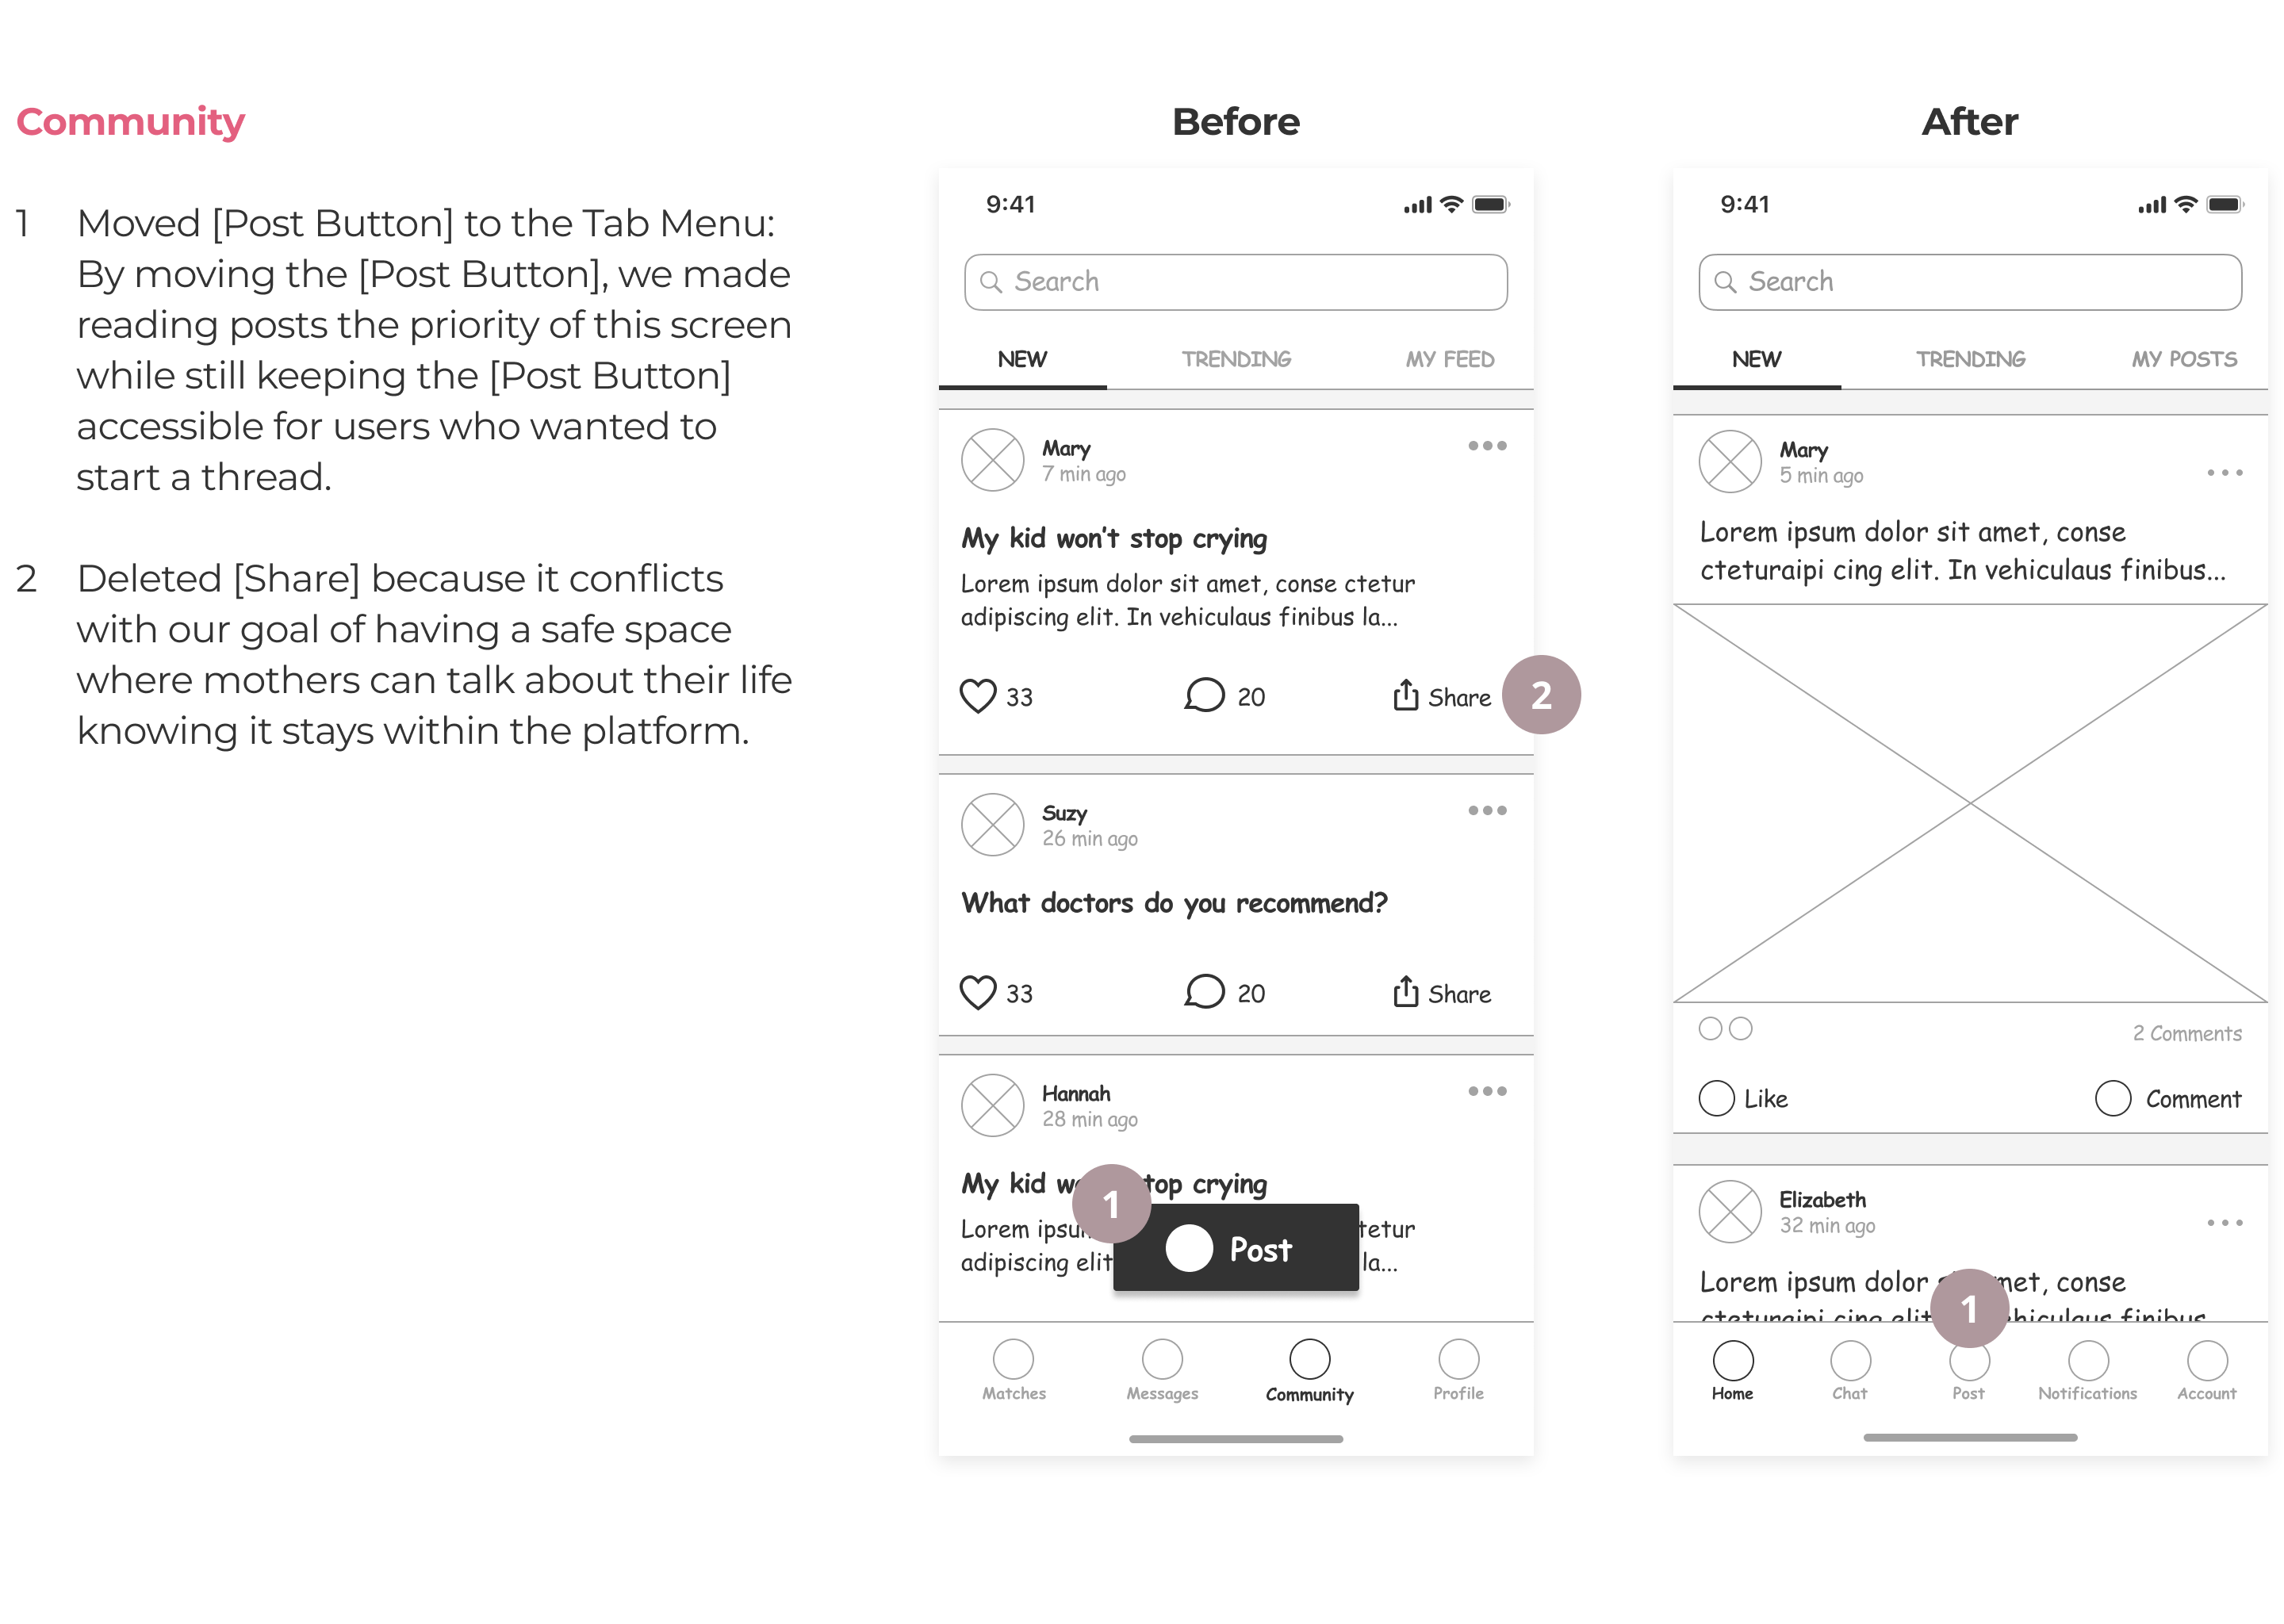 Community
1 Moved [Post Button] to the Tab Menu:
By moving the [Post Button], we made
reading posts the priority of this screen
while still keeping the [Post Button]
accessible for users who wanted to
start a thread.
2 Deleted [Share] because it conflicts
with our goal of having a safe space
where mothers can talk about their life
knowing it stays within the platform.
Before
9:41
Search
NEW TRENDING MY FEED
Mary
7 min ago
My kid won't stop crying
Lorem ipsum dolor sit amet, conse ctetur
adipiscing elit. In vehiculaus finibus la...
33 20 Share 2
Suzy
26 min ago
What doctors do you recommend?
33 20 Share
Hannah
28 min ago
My kid top crying
1
Lorem tetur
Post
adipiscing elit la...
Matches Messages Community Profile
After
9:41
Search
NEW TRENDING MY POSTS
Mary
5 min ago
Lorem ipsum dolor sit amet, conse
cteturaipi cing elit. In vehiculaus finibus...
2 Comments
Like Comment
Elizabeth
32 min ago
Lorem ipsum dolor met, conse
cteturaipi cing elit hiculaus finibus
1
Home Chat Post Notifications Account